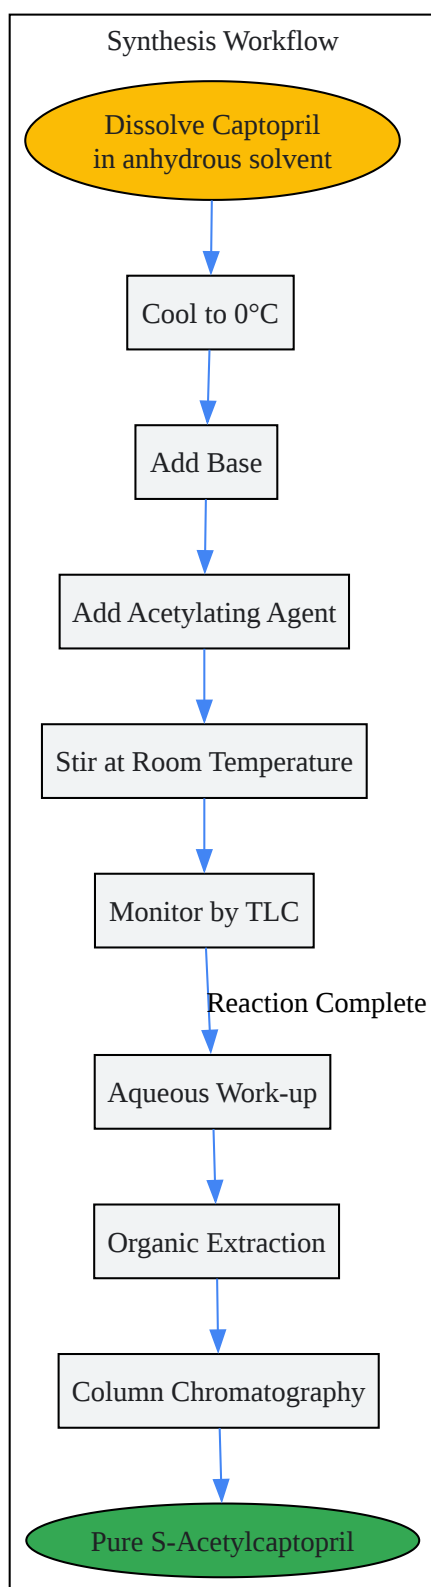 Synthesis Workflow
Dissolve Captopril
in anhydrous solvent
Cool to 0°C
Add Base
Add Acetylating Agent
Stir at Room Temperature
Monitor by TLC
Reaction Complete
Aqueous Work-up
Organic Extraction
Column Chromatography
Pure S-Acetylcaptopril